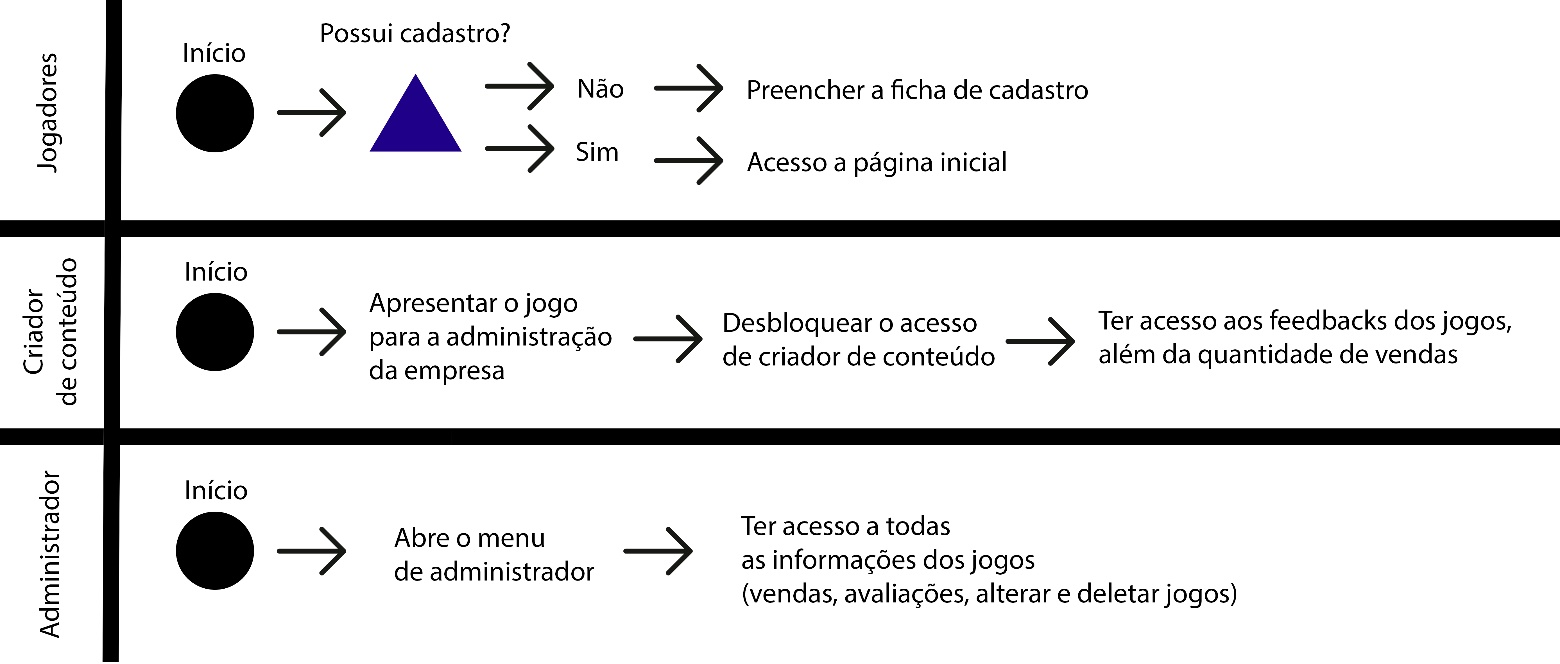 Jogadores
Início
Possui cadastro?
Não
Preencher a ficha de cadastro
Sim
Acesso a página inicial
Criador
de conteúdo
Início
Apresentar o jogo
para a administração
da empresa
Desbloquear o acesso
de criador de conteúdo
Ter acesso aos feedbacks dos jogos,
além da quantidade de vendas
Administrador
Início
Abre o menu
de administrador
Ter acesso a todas
as informações dos jogos
(vendas, avaliações, alterar e deletar jogos)